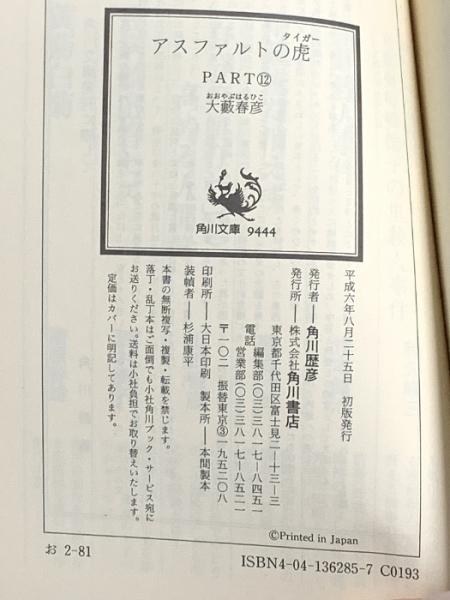 タイガー
アスファルトの虎
PART⑫
おおやぶはるひこ
大藪春彦
角川文庫 9444
平成六年八月二十五日 初版発行
発行者─角川歴彦
発行所─株式会社角川書店
東京都千代田区富士見二─十三─三
電話
編集部(〇三)三八一七─八四五一
営業部(〇三)三八一七─八五二一
〒一〇二 振替東京③一九五二〇八
印刷所─大日本印刷 製本所─本間製本
装幀者─杉浦康平
本書の無断複写・複製・転載を禁じます。
落丁・乱丁本はご面倒でも小社角川ブック・サービス宛に
お送りください。送料は小社負担でお取り替えいたします。
定価はカバーに明記してあります。
©Printed in Japan
お 2-81
ISBN4-04-136285-7 C0193